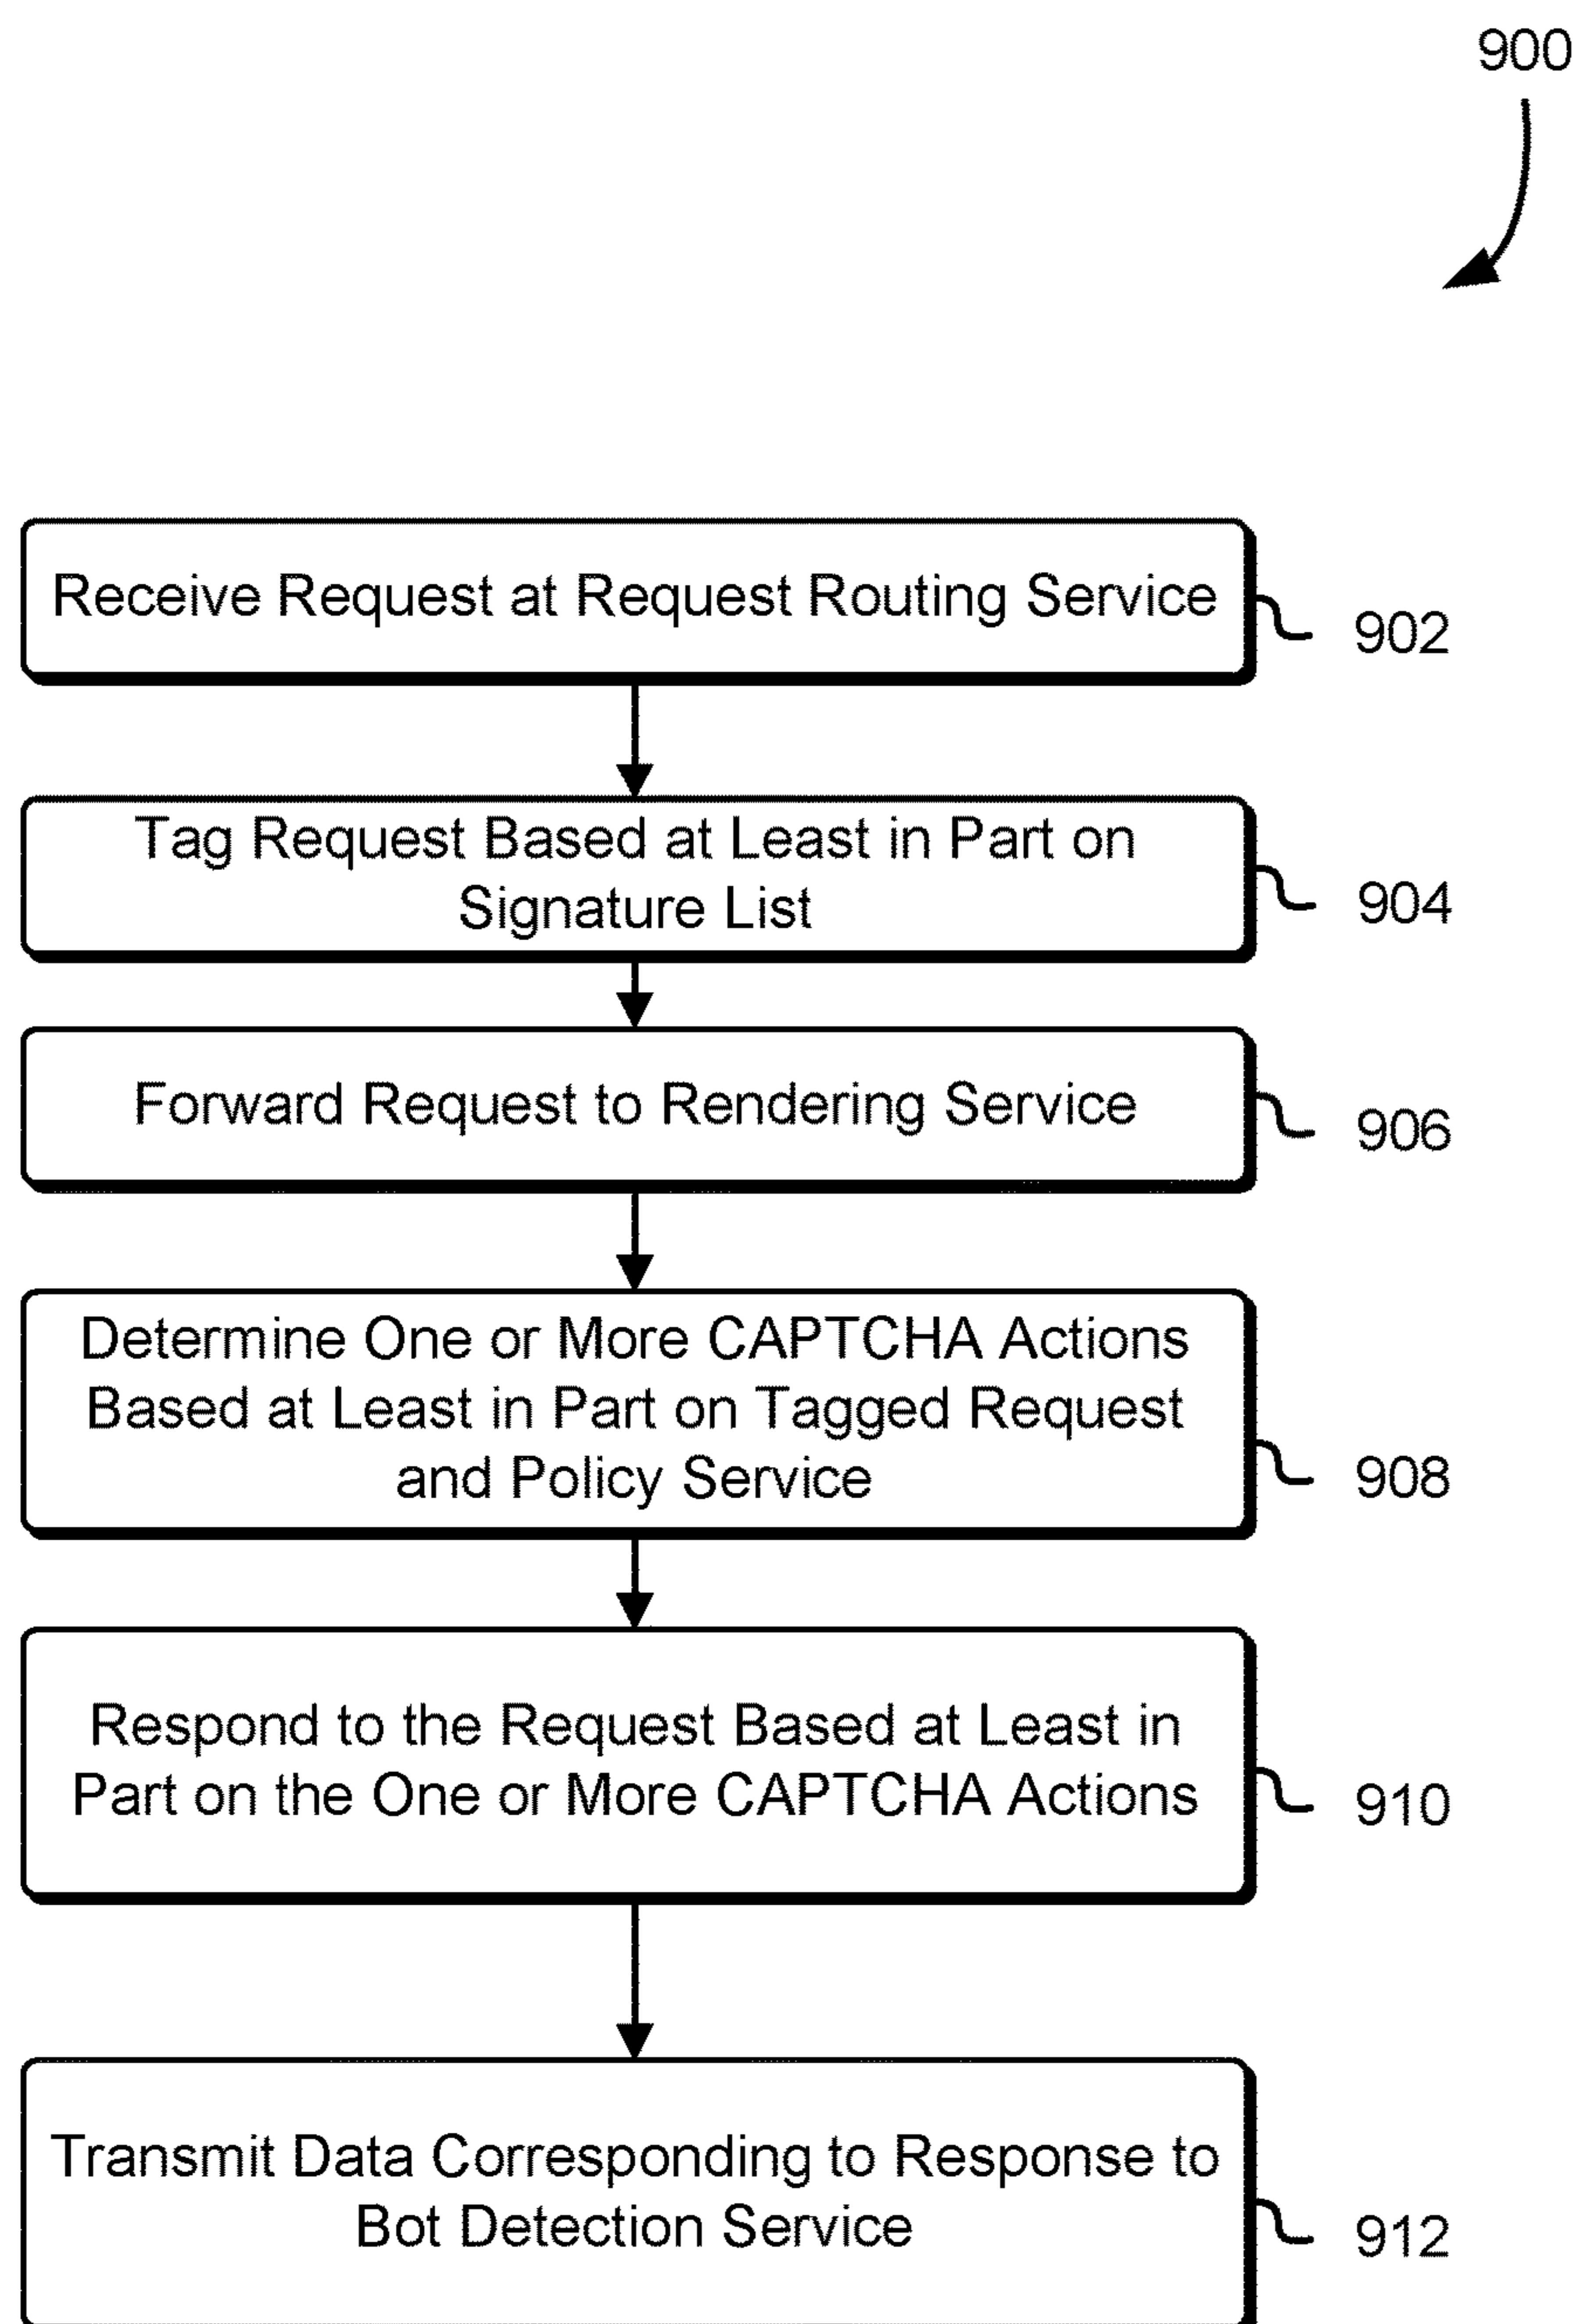 900
Receive Request at Request Routing Service
902
Tag Request Based at Least in Part on
Signature List
904
Forward Request to Rendering Service
906
Determine One or More CAPTCHA Actions
Based at Least in Part on Tagged Request
and Policy Service
908
Respond to the Request Based at Least in
Part on the One or More CAPTCHA Actions
910
Transmit Data Corresponding to Response to
Bot Detection Service
912